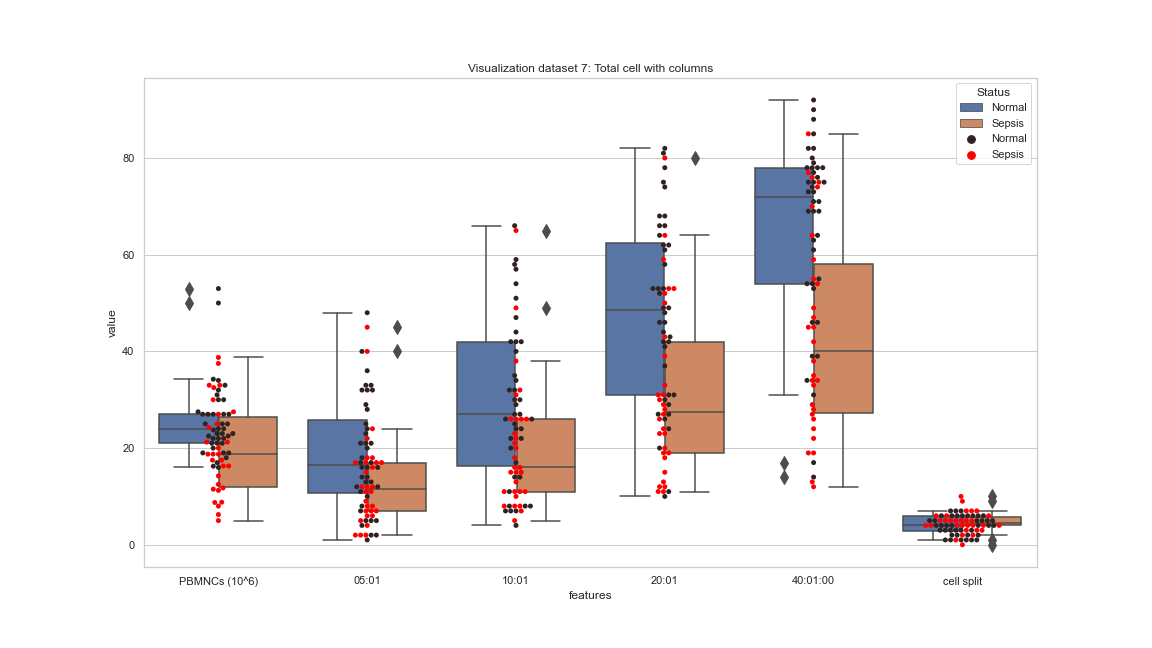 Visualization dataset 7: Total cell with columns
Status
Normal
Sepsis
Normal
Sepsis
value
80
60
40
20
0
PBMNCs (10^6) 05:01 10:01 20:01 40:01:00 cell split
features